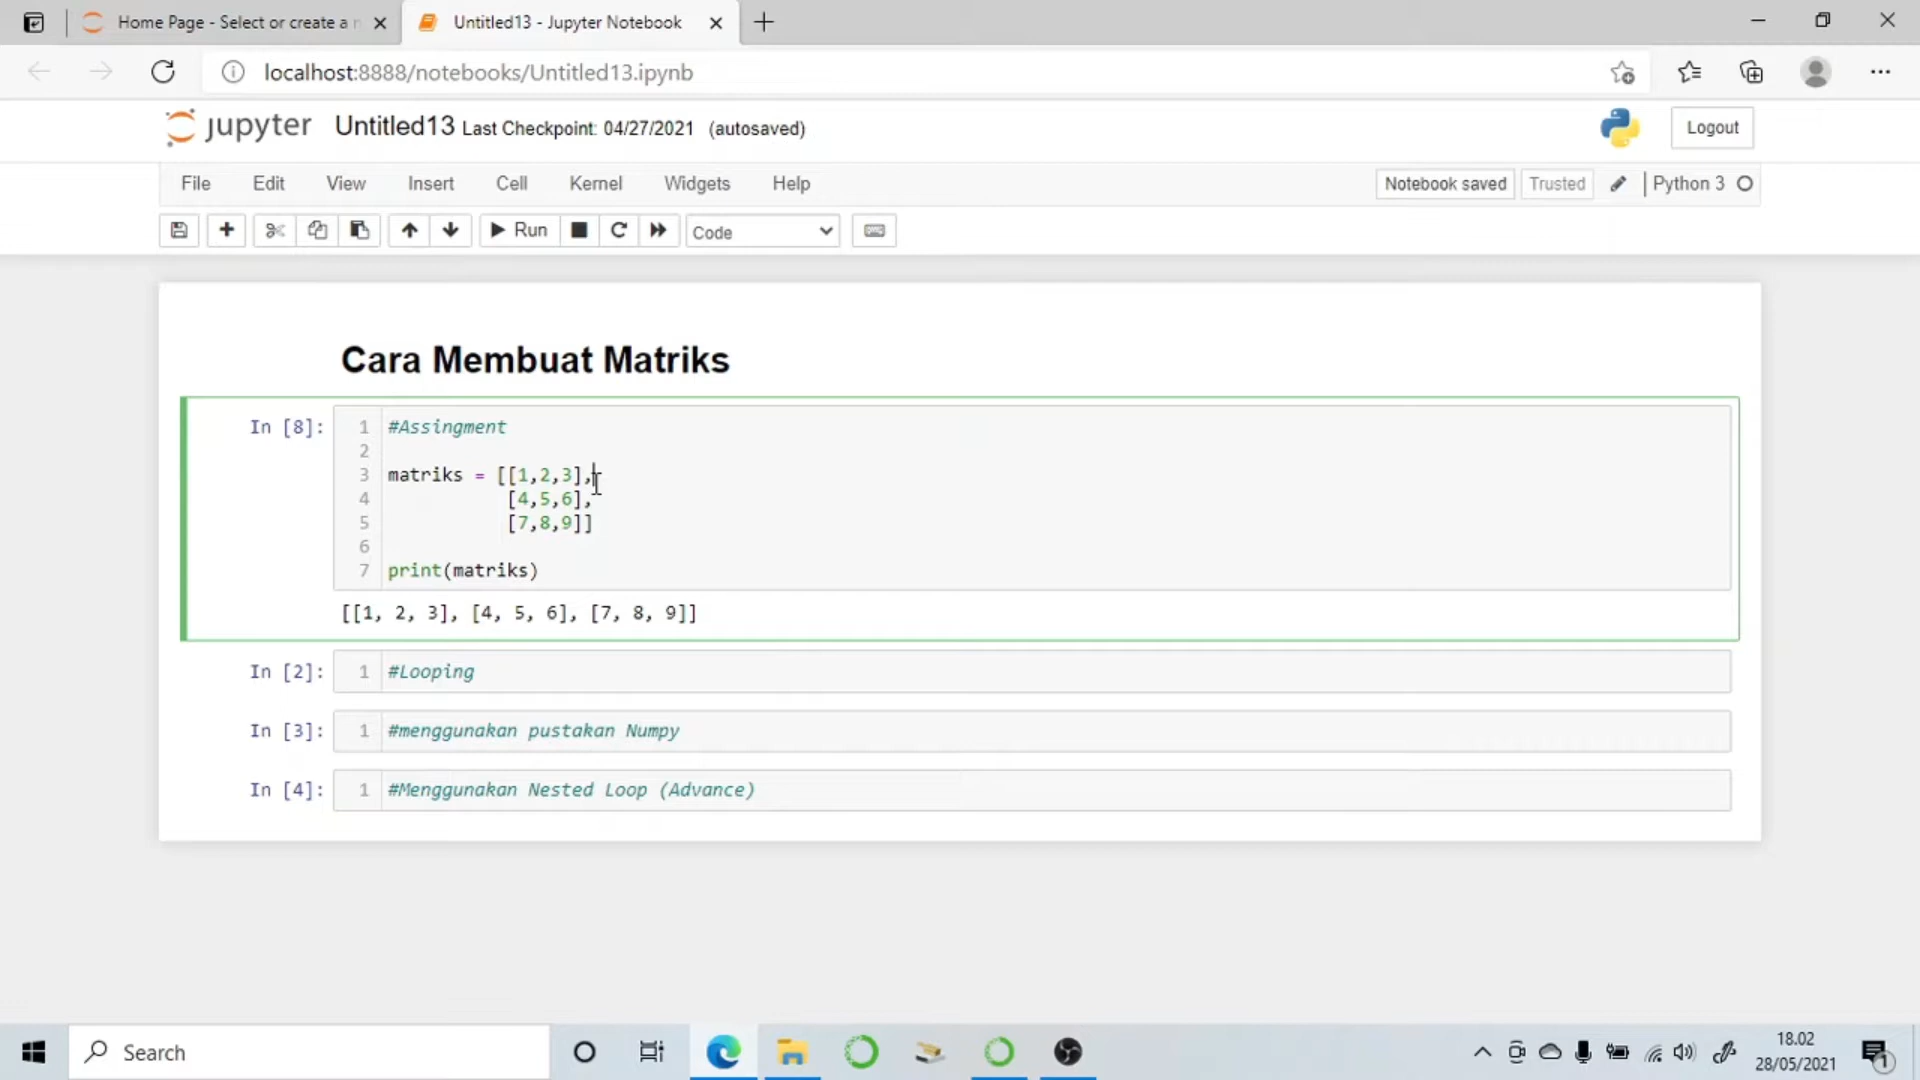 Home Page - Select or create a n
Untitled13 - Jupyter Notebook
localhost:8888/notebooks/Untitled13.ipynb
jupyter Untitled13 Last Checkpoint: 04/27/2021 (autosaved)
Logout
File Edit View Insert Cell Kernel Widgets Help
Notebook saved Trusted Python 3
Run Code
Cara Membuat Matriks
In [8]:
1 #Assingment
2
3 matriks = [[1,2,3],
4 [4,5,6],
5 [7,8,9]]
6
7 print(matriks)
[[1, 2, 3], [4, 5, 6], [7, 8, 9]]
In [2]: 1 #Looping
In [3]: 1 #menggunakan pustakan Numpy
In [4]: 1 #Menggunakan Nested Loop (Advance)
Search
18.02
28/05/2021
1